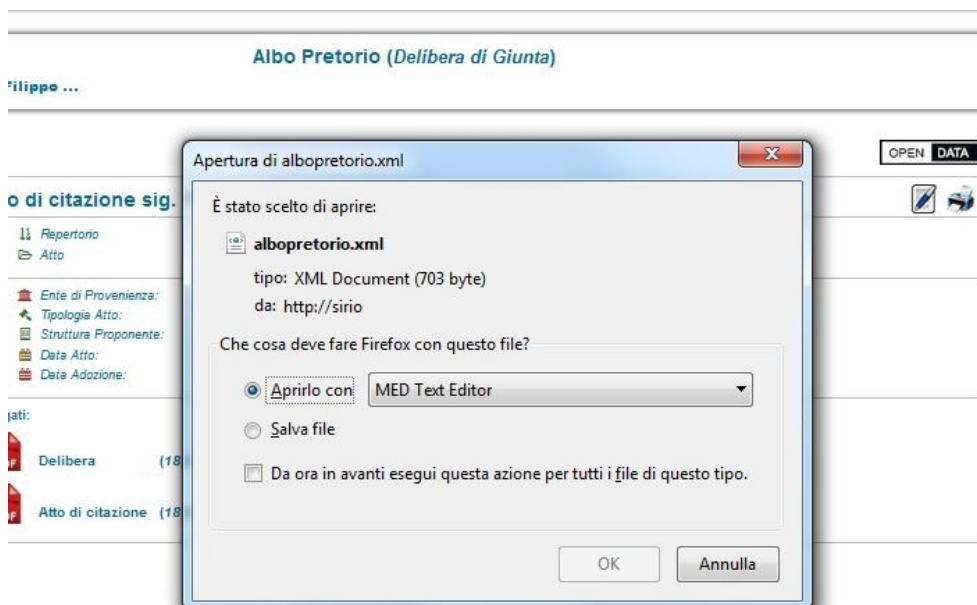 Albo Pretorio (Delibera di Giunta)
Filippo ...
OPEN DATA
o di citazione sig.
Repertorio
Atto
Ente di Provenienza:
Tipologia Atto:
Struttura Proponente:
Data Atto:
Data Adozione:
gati:
Delibera (18
Atto di citazione (18
Apertura di albopretorio.xml
È stato scelto di aprire:
albopretorio.xml
tipo: XML Document (703 byte)
da: http://sirio
Che cosa deve fare Firefox con questo file?
Aprirlo con MED Text Editor
Salva file
Da ora in avanti esegui questa azione per tutti i file di questo tipo.
OK Annulla